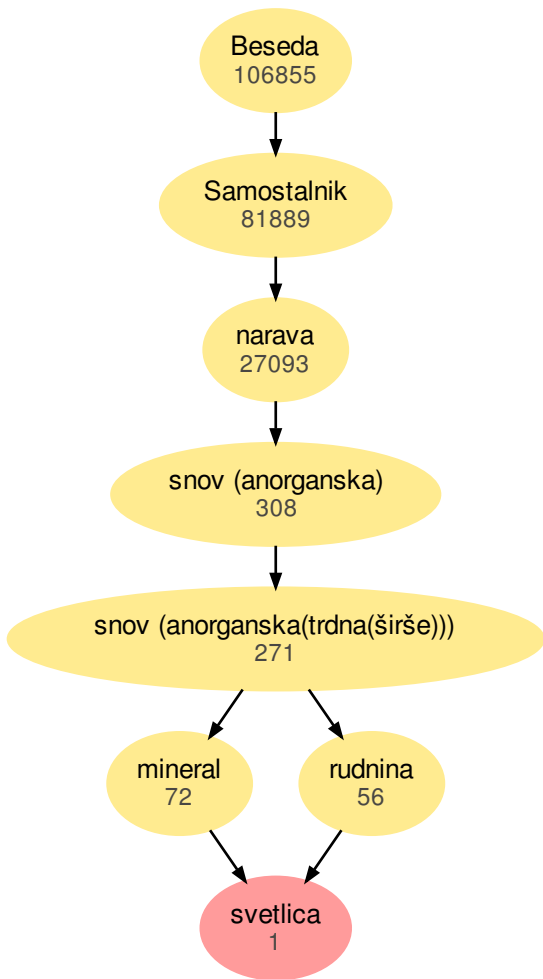 Beseda
106855
Samostalnik
81889
narava
27093
snov (anorganska)
308
snov (anorganska(trdna(širše)))
271
mineral
72
rudnina
56
svetlica
1